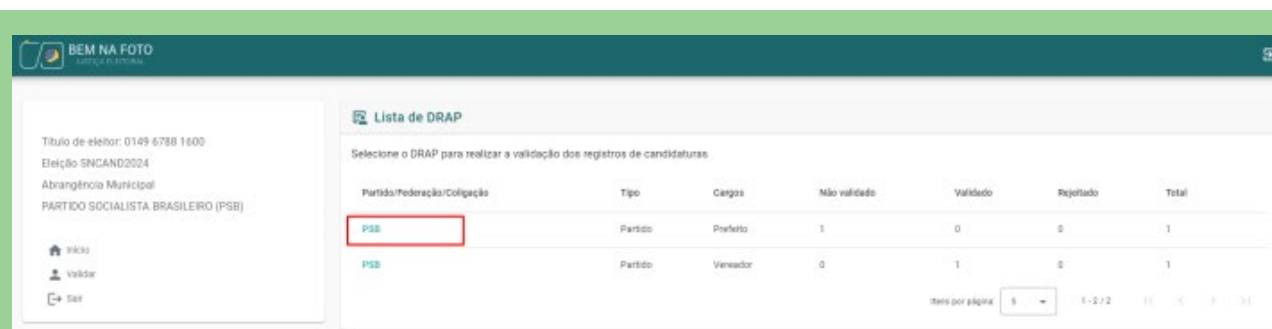 BEM NA FOTO
JUSTIÇA ELEITORAL
Título de eleitor: 0149 6788 1600
Eleição SNCAND2024
Abrangência Municipal
PARTIDO SOCIALISTA BRASILEIRO (PSB)
Início
Validar
Sair
Lista de DRAP
Selecione o DRAP para realizar a validação dos registros de candidaturas
Partido/Federação/Coligação Tipo Cargos Não validado Validado Rejeitado Total
PSB Partido Prefeito 1 0 0 1
PSB Partido Vereador 0 1 0 1
Itens por página: 5 1 - 2 / 2